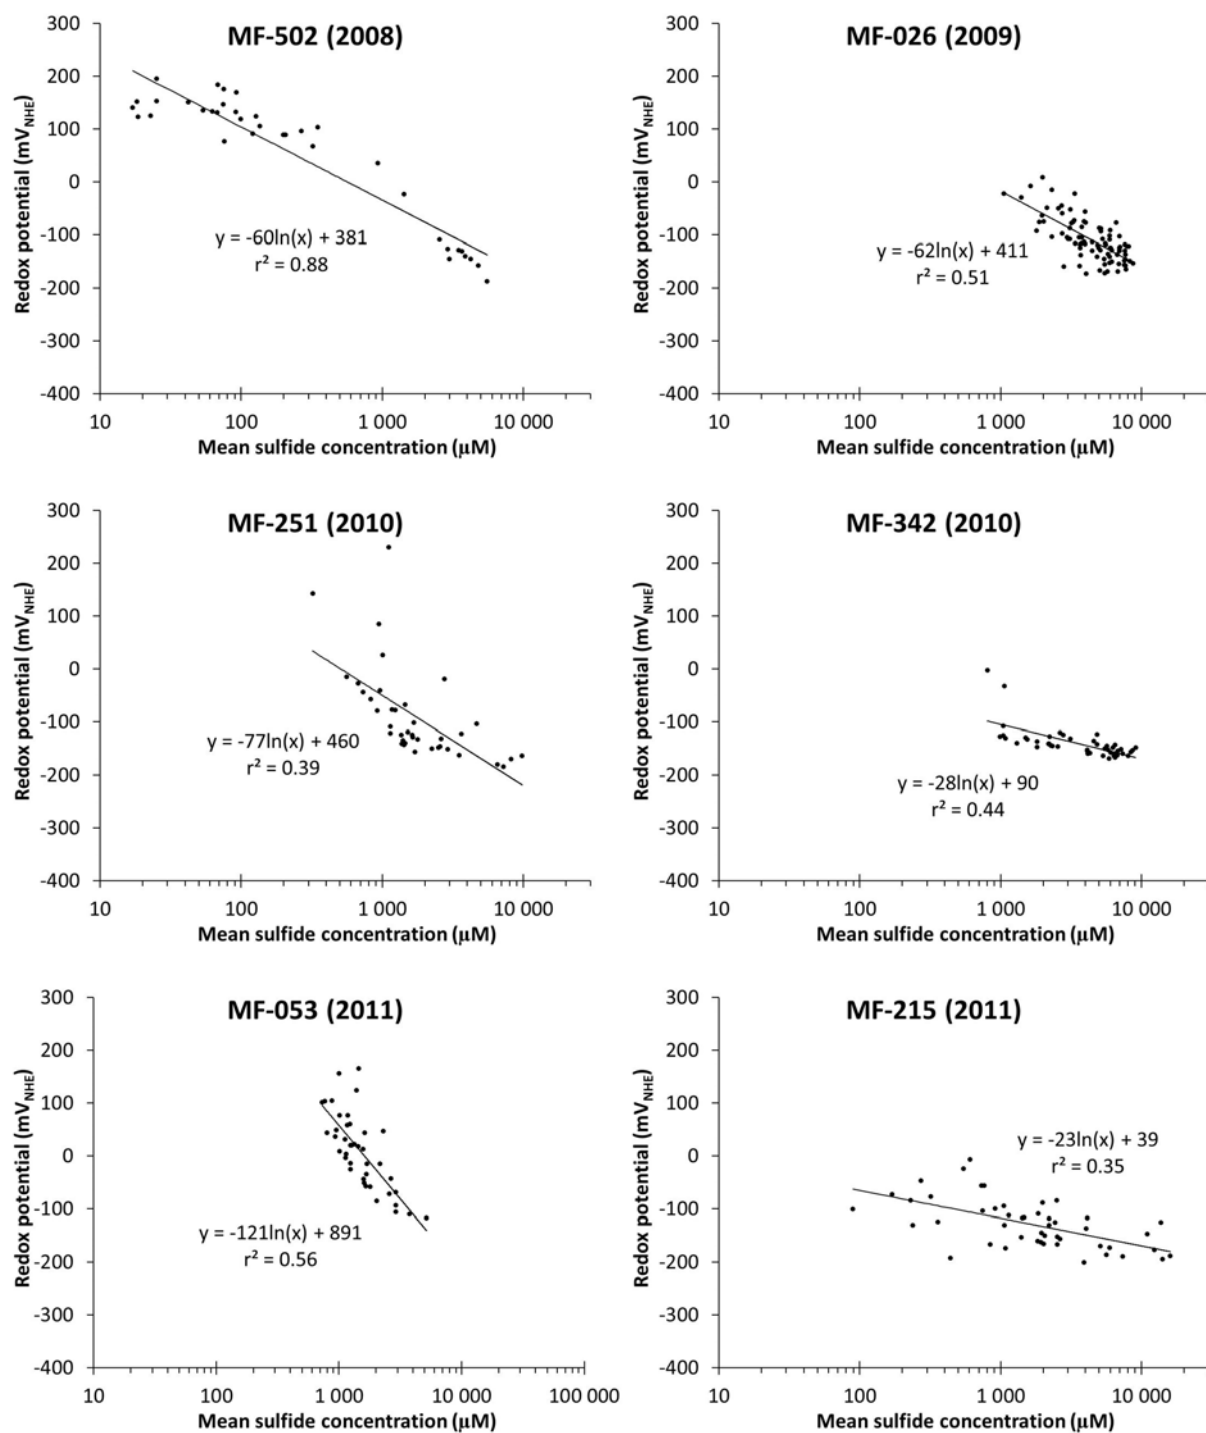 MF-502 (2008)
Redox potential (mV_NHE)
300
200
100
0
-100
-200
-300
-400
y = -60ln(x) + 381
r² = 0.88
10
100
1 000
10 000
Mean sulfide concentration (µM)
MF-026 (2009)
Redox potential (mV_NHE)
300
200
100
0
-100
-200
-300
-400
y = -62ln(x) + 411
r² = 0.51
10
100
1 000
10 000
Mean sulfide concentration (µM)
MF-251 (2010)
Redox potential (mV_NHE)
300
200
100
0
-100
-200
-300
-400
y = -77ln(x) + 460
r² = 0.39
10
100
1 000
10 000
Mean sulfide concentration (µM)
MF-342 (2010)
Redox potential (mV_NHE)
300
200
100
0
-100
-200
-300
-400
y = -28ln(x) + 90
r² = 0.44
10
100
1 000
10 000
Mean sulfide concentration (µM)
MF-053 (2011)
Redox potential (mV_NHE)
300
200
100
0
-100
-200
-300
-400
y = -121ln(x) + 891
r² = 0.56
10
100
1 000
10 000
100 000
Mean sulfide concentration (µM)
MF-215 (2011)
Redox potential (mV_NHE)
300
200
100
0
-100
-200
-300
-400
y = -23ln(x) + 39
r² = 0.35
10
100
1 000
10 000
Mean sulfide concentration (µM)